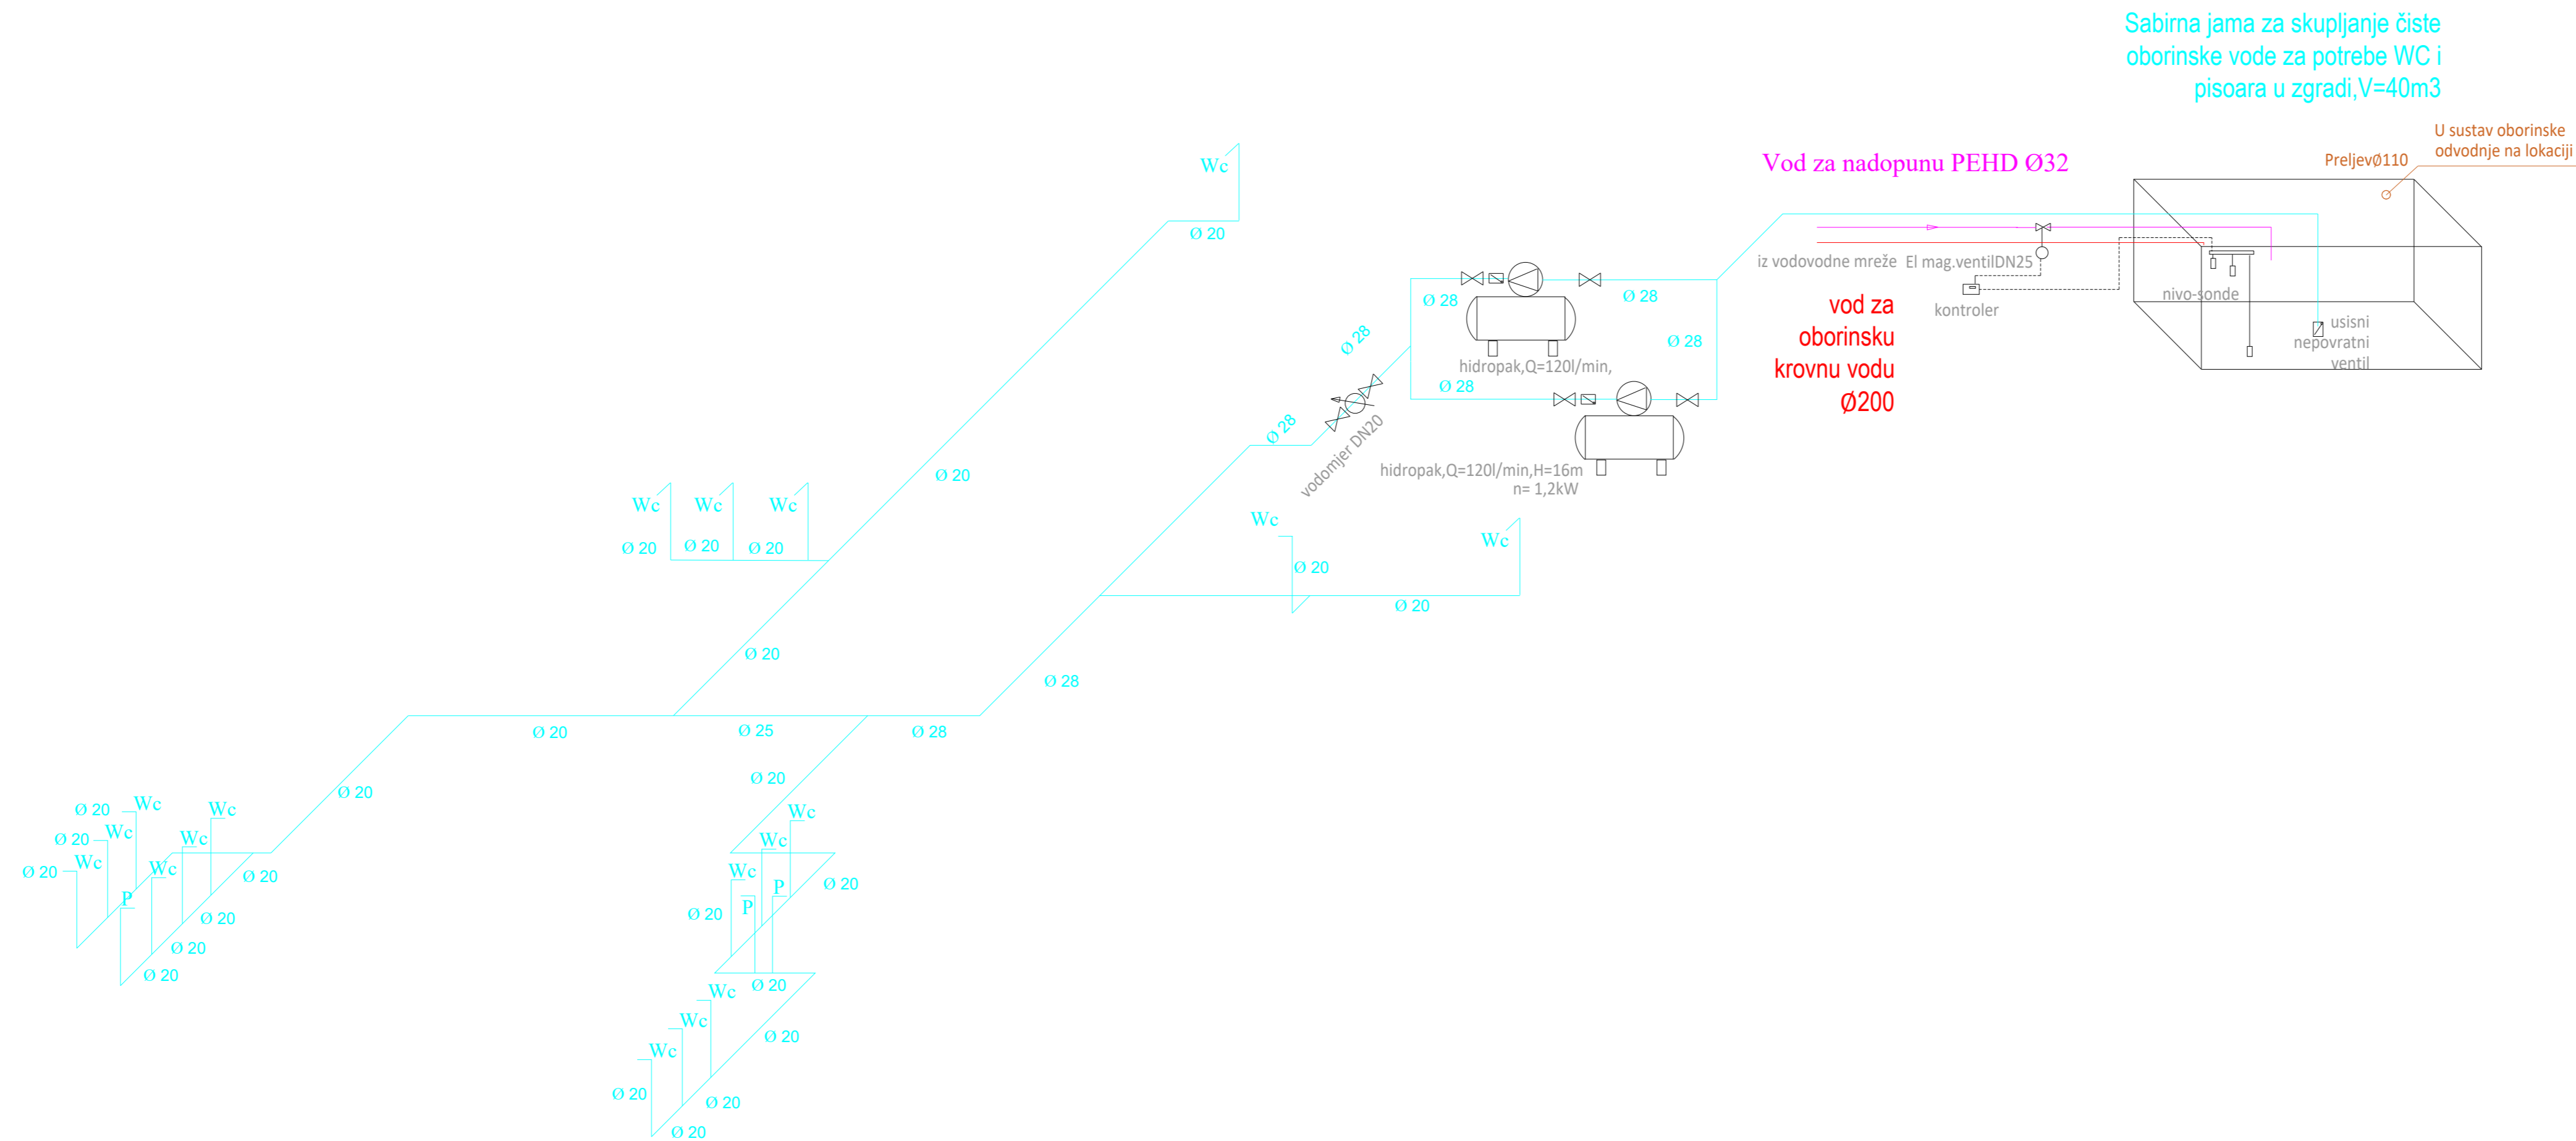 Sabirna jama za skupljanje čiste
oborinske vode za potrebe WC i
pisoara u zgradi,V=40m3
U sustav oborinske
odvodnje na lokaciji
PreljevØ110
Vod za nadopunu PEHD Ø32
Wc
Ø 20
iz vodovodne mreže
El mag.ventilDN25
kontroler
nivo-sonde
usisni
nepovratni
ventil
vod za
oborinsku
krovnu vodu
Ø200
Ø 28
Ø 28
Ø 28
Ø 28
hidropak,Q=120l/min,
Ø 28
Ø 28
vodomjer DN20
hidropak,Q=120l/min,H=16m
n= 1,2kW
Ø 20
Wc
Wc
Wc
Ø 20
Ø 20
Ø 20
Wc
Wc
Ø 20
Ø 20
Ø 20
Ø 28
Ø 20
Ø 25
Ø 28
Ø 20
Ø 20
Ø 20
Wc
Wc
Ø 20
Wc
Wc
Ø 20
Wc
Wc
Ø 20
P
Ø 20
Ø 20
Ø 20
Wc
Wc
Wc
P
P
Ø 20
Ø 20
Ø 20
Wc
Wc
Wc
Ø 20
Ø 20
Ø 20
Ø 20